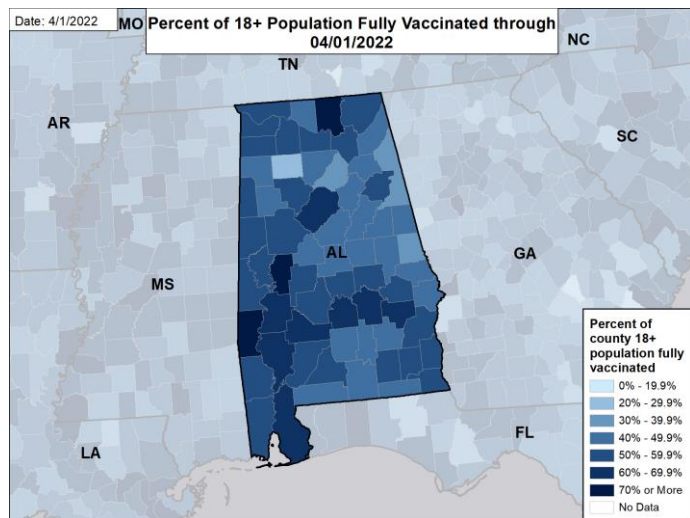 Date: 4/1/2022
Percent of 18+ Population Fully Vaccinated through
04/01/2022
MO
NC
TN
AR
SC
AL
GA
MS
LA
FL
Percent of
county 18+
population fully
vaccinated
0% - 19.9%
20% - 29.9%
30% - 39.9%
40% - 49.9%
50% - 59.9%
60% - 69.9%
70% or More
No Data